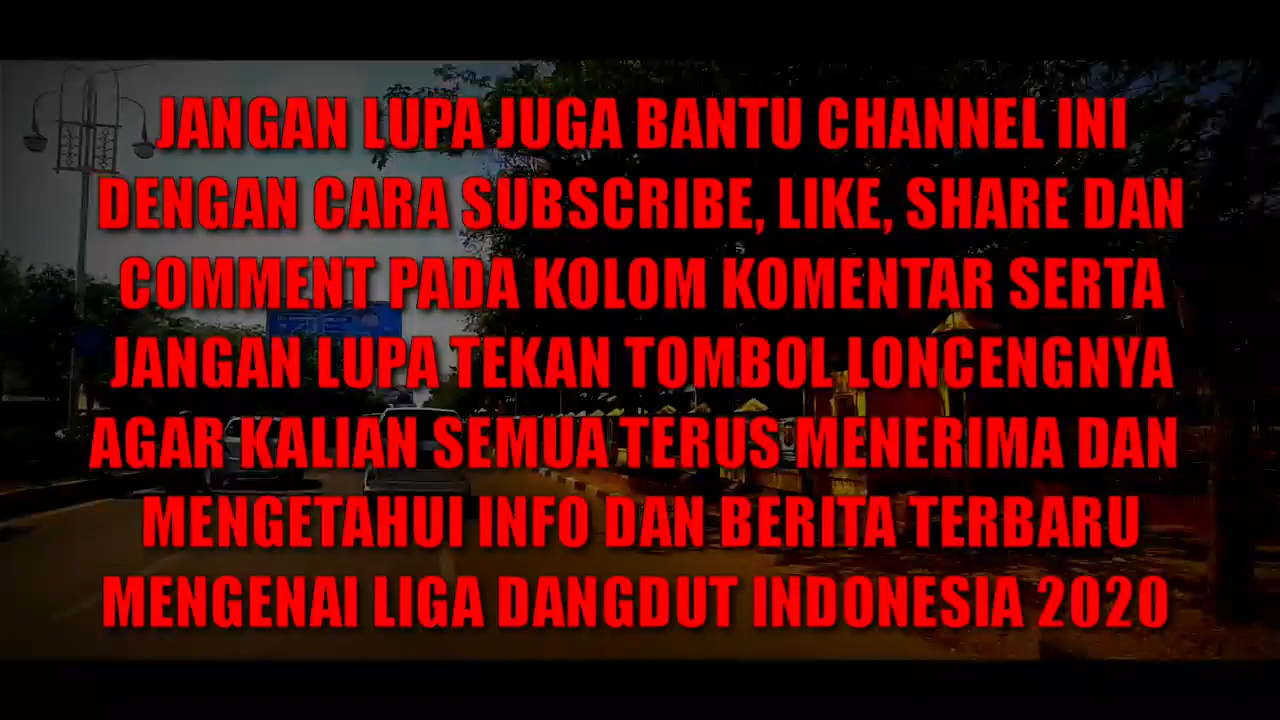 JANGAN LUPA JUGA BANTU CHANNEL INI
DENGAN CARA SUBSCRIBE, LIKE, SHARE DAN
COMMENT PADA KOLOM KOMENTAR SERTA
JANGAN LUPA TEKAN TOMBOL LONCENGNYA
AGAR KALIAN SEMUA TERUS MENERIMA DAN
MENGETAHUI INFO DAN BERITA TERBARU
MENGENAI LIGA DANGDUT INDONESIA 2020